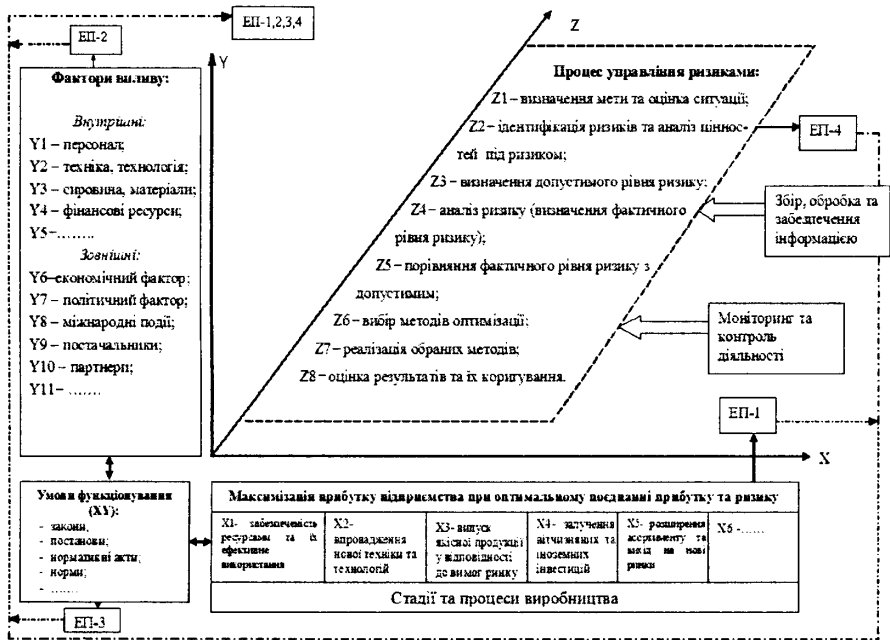 ЕП-2
ЕП-1,2,3,4
Z
Y
Фактори впливу:
Внутрішні:
Y1 – персонал;
Y2 – техніка, технологія;
Y3 – сировина, матеріали;
Y4 – фінансові ресурси;
Y5 –........
Зовнішні:
Y6–економічний фактор;
Y7 – політичний фактор;
Y8 – міжнародні події;
Y9 – постачальники;
Y10 – партнери;
Y11– .......
Процес управління ризиками:
Z1 – визначення мети та оцінка ситуації;
Z2 – ідентифікація ризиків та аналіз ціннос-
тей під ризиком;
Z3 – визначення допустимого рівня ризику;
Z4 – аналіз ризику (визначення фактичного
рівня ризику);
Z5 – порівняння фактичного рівня ризику з
допустимим;
Z6 – вибір методів оптимізації;
Z7 – реалізація обраних методів;
Z8 – оцінка результатів та їх коригування.
ЕП-4
Збір, обробка та
забезпечення
інформацією
Моніторинг та
контроль
діяльності
ЕП-1
X
Умови функціонування
(XY):
- закони,
- постанови;
- нормативні акти;
- норми;
- .......
ЕП-3
Максимізація прибутку підприємства при оптимальному поєднанні прибутку та ризику
X1- забезпеченість
ресурсами та їх
ефективне
використання
X2-
впровадження
нової техніки та
технологій
X3 - випуск
якісної продукції
у відповідності
до вимог ринку
X4 - залучення
вітчизняних та
іноземних
інвестицій
X5- розширення
асортименту та
вихід на нові
ринки
X6 -......
Стадії та процеси виробництва